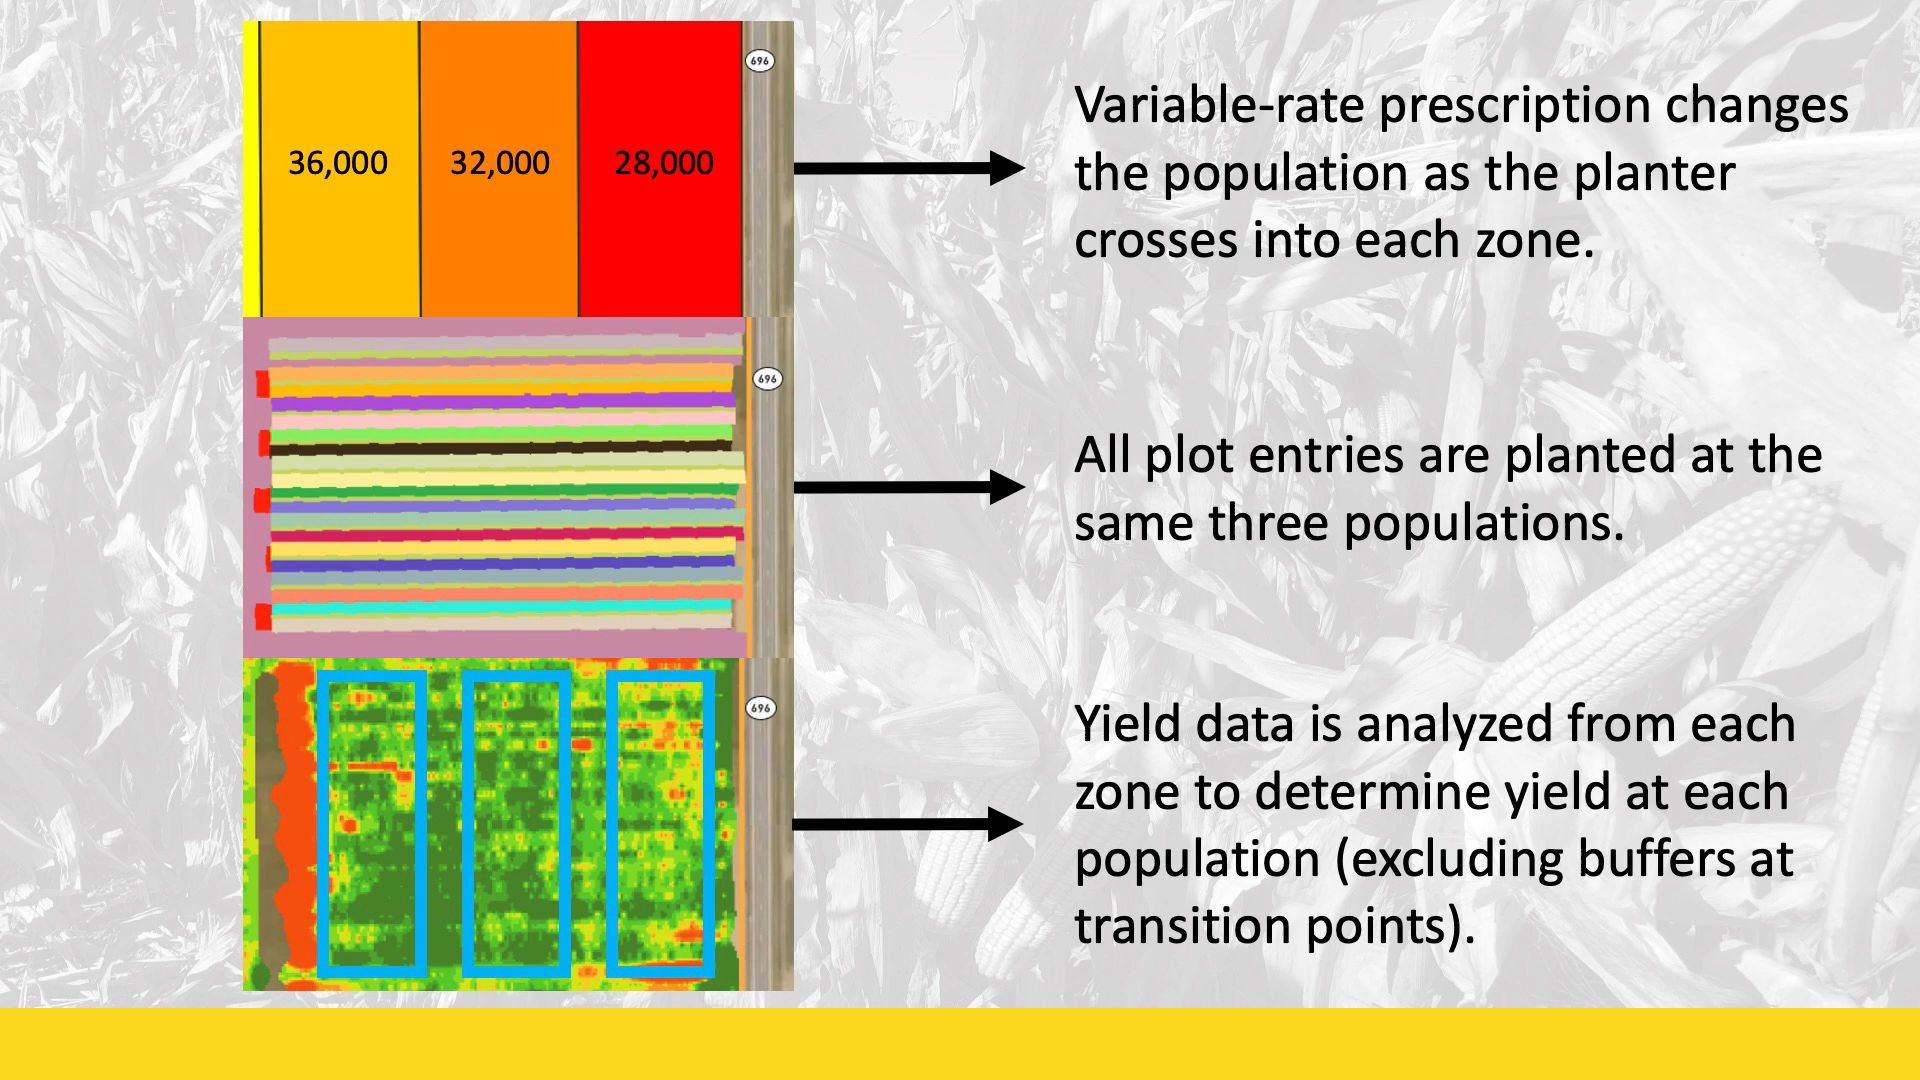 696
36,000 32,000 28,000
Variable-rate prescription changes
the population as the planter
crosses into each zone.
696
All plot entries are planted at the
same three populations.
696
Yield data is analyzed from each
zone to determine yield at each
population (excluding buffers at
transition points).